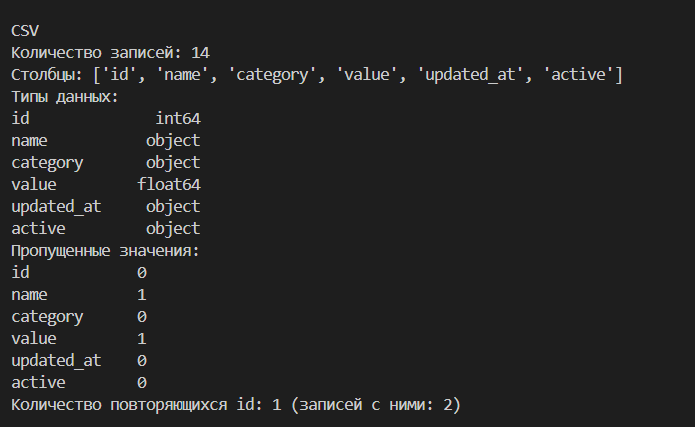 CSV
Количество записей: 14
Столбцы: ['id', 'name', 'category', 'value', 'updated_at', 'active']
Типы данных:
id              int64
name           object
category       object
value         float64
updated_at     object
active         object
Пропущенные значения:
id            0
name          1
category      0
value         1
updated_at    0
active        0
Количество повторяющихся id: 1 (записей с ними: 2)